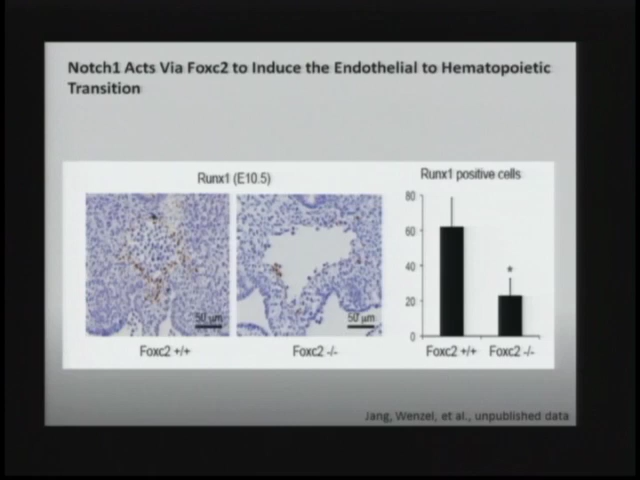 Notch1 Acts Via Foxc2 to Induce the Endothelial to Hematopoietic
Transition
Runx1 (E10.5)
50 µm
50 µm
Foxc2 +/+
Foxc2 -/-
Runx1 positive cells
80
60
40
20
0
*
Foxc2 +/+
Foxc2 -/-
Jang, Wenzel, et al., unpublished data